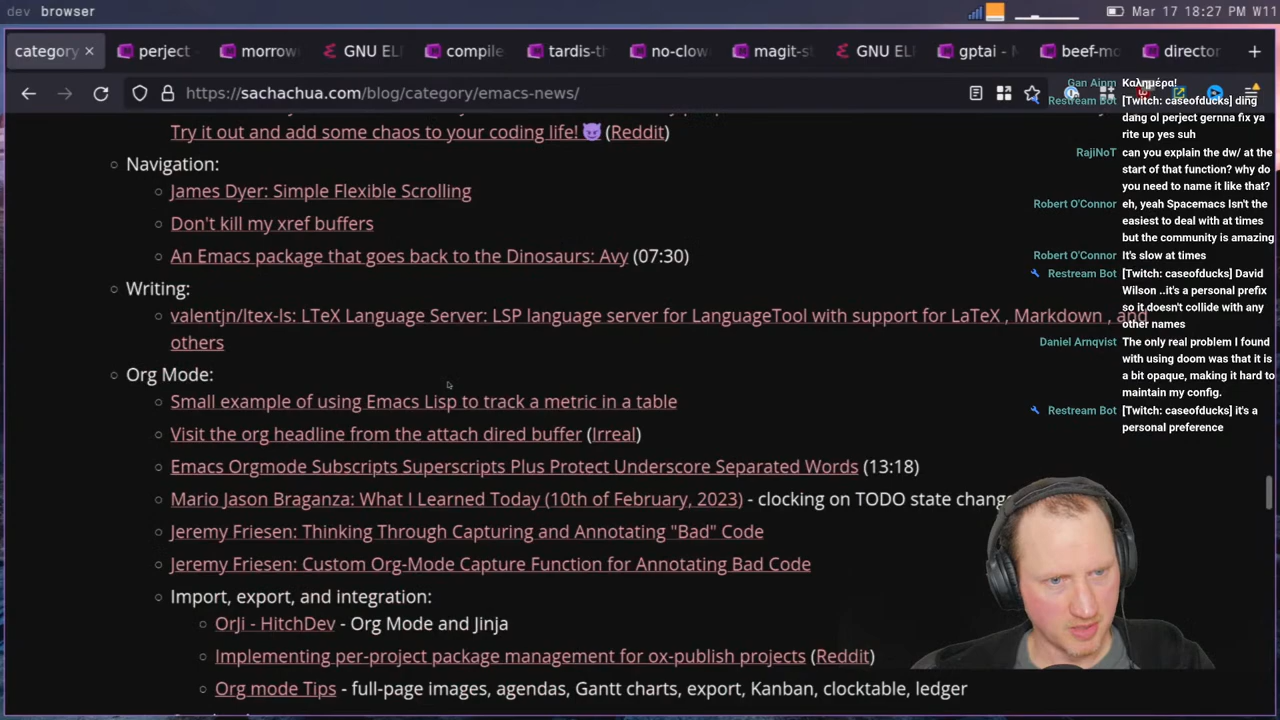 dev browser
Mar 17 18:27 W11
category
perject
morrow
GNU EL
compile
tardis-t
no-clow
magit-s
GNU EL
gptai - M
beef-mo
director
https://sachachua.com/blog/category/emacs-news/
Try it out and add some chaos to your coding life! 😈 (Reddit)
Navigation:
James Dyer: Simple Flexible Scrolling
Don't kill my xref buffers
An Emacs package that goes back to the Dinosaurs: Avy (07:30)
Writing:
valentjn/ltex-ls: LTeX Language Server: LSP language server for LanguageTool with support for LaTeX , Markdown , and
others
Org Mode:
Small example of using Emacs Lisp to track a metric in a table
Visit the org headline from the attach dired buffer (Irreal)
Emacs Orgmode Subscripts Superscripts Plus Protect Underscore Separated Words (13:18)
Mario Jason Braganza: What I Learned Today (10th of February, 2023) - clocking on TODO state chang
Jeremy Friesen: Thinking Through Capturing and Annotating "Bad" Code
Jeremy Friesen: Custom Org-Mode Capture Function for Annotating Bad Code
Import, export, and integration:
OrJi - HitchDev - Org Mode and Jinja
Implementing per-project package management for ox-publish projects (Reddit)
Org mode Tips - full-page images, agendas, Gantt charts, export, Kanban, clocktable, ledger
Gan Ainm Καλημέρα!
Restream Bot [Twitch: caseofducks] ding
dang ol perject gernna fix ya
rite up yes suh
RajiNoT can you explain the dw/ at the
start of that function? why do
you need to name it like that?
Robert O'Connor eh, yeah Spacemacs Isn't the
easiest to deal with at times
but the community is amazing
Robert O'Connor It's slow at times
Restream Bot [Twitch: caseofducks] David
Wilson ..it's a personal prefix
so it doesn't collide with any
other names
Daniel Arnqvist The only real problem I found
with using doom was that it is
a bit opaque, making it hard to
maintain my config.
Restream Bot [Twitch: caseofducks] it's a
personal preference